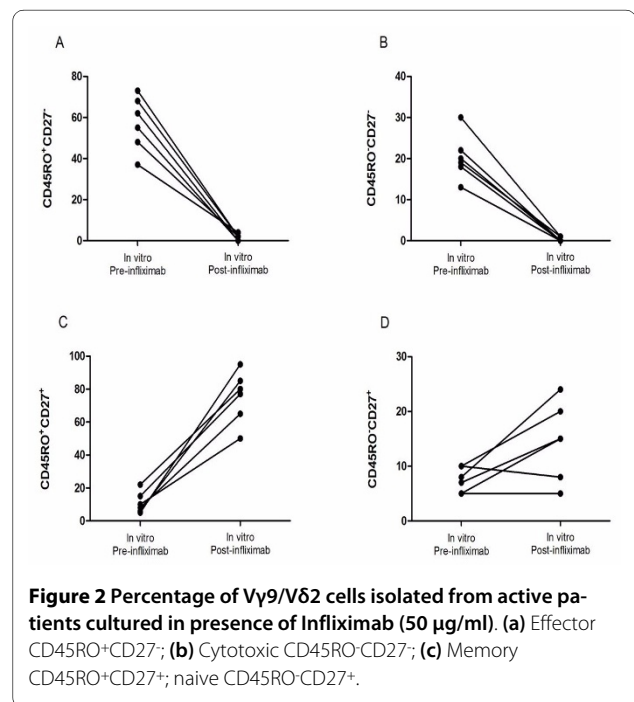 A
CD45RO⁺CD27⁻
80
60
40
20
0
In vitro
Pre-infliximab
In vitro
Post-infliximab
B
CD45RO⁻CD27⁻
40
30
20
10
0
In vitro
Pre-infliximab
In vitro
Post-infliximab
C
CD45RO⁺CD27⁺
100
80
60
40
20
0
In vitro
Pre-infliximab
In vitro
Post-infliximab
D
CD45RO⁻CD27⁺
30
20
10
0
In vitro
Pre-infliximab
In vitro
Post-infliximab
Figure 2 Percentage of Vγ9/Vδ2 cells isolated from active pa-
tients cultured in presence of Infliximab (50 μg/ml). (a) Effector
CD45RO⁺CD27⁻; (b) Cytotoxic CD45RO⁻CD27⁻; (c) Memory
CD45RO⁺CD27⁺; naive CD45RO⁻CD27⁺.